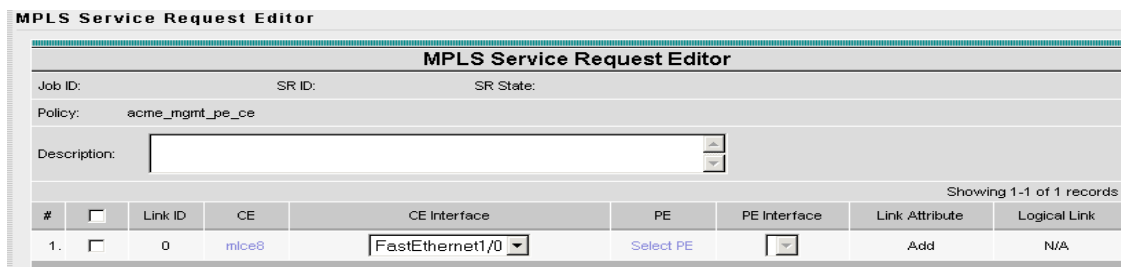 MPLS Service Request Editor
MPLS Service Request Editor
Job ID: SR ID: SR State:
Policy: acme_mgmt_pe_ce
Description:
Showing 1-1 of 1 records
# Link ID CE CE Interface PE PE Interface Link Attribute Logical Link
1. 0 mlce8 FastEthernet1/0 Select PE Add N/A